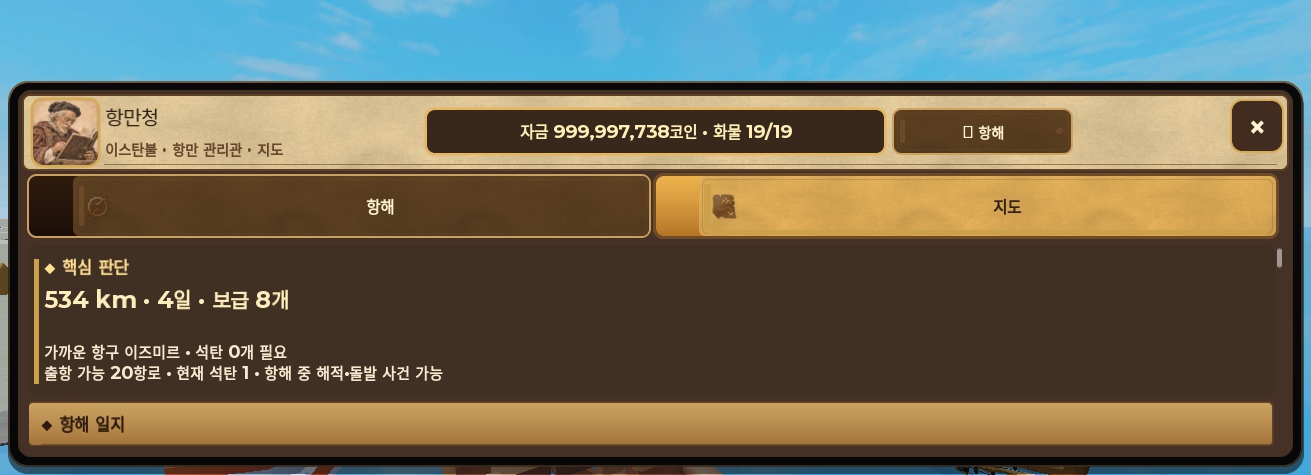 항만청
이스탄불 • 항만 관리관 • 지도
자금 999,997,738코인 • 화물 19/19
항해
×
항해
지도
◆ 핵심 판단
534 km • 4일 • 보급 8개
가까운 항구 이즈미르 • 석탄 0개 필요
출항 가능 20항로 • 현재 석탄 1 • 항해 중 해적•돌발 사건 가능
◆ 항해 일지